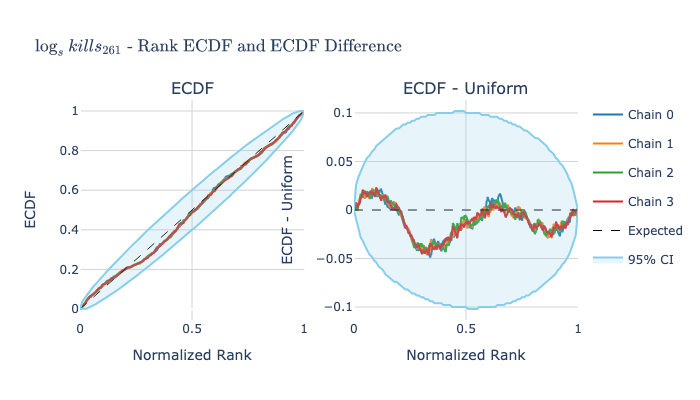 log_s kills_261 - Rank ECDF and ECDF Difference
ECDF
ECDF - Uniform
1
0.8
0.6
0.4
0.2
0
0
0.5
1
ECDF
Normalized Rank
0.1
0.05
0
−0.05
−0.1
0
0.5
1
ECDF - Uniform
Normalized Rank
Chain 0
Chain 1
Chain 2
Chain 3
Expected
95% CI